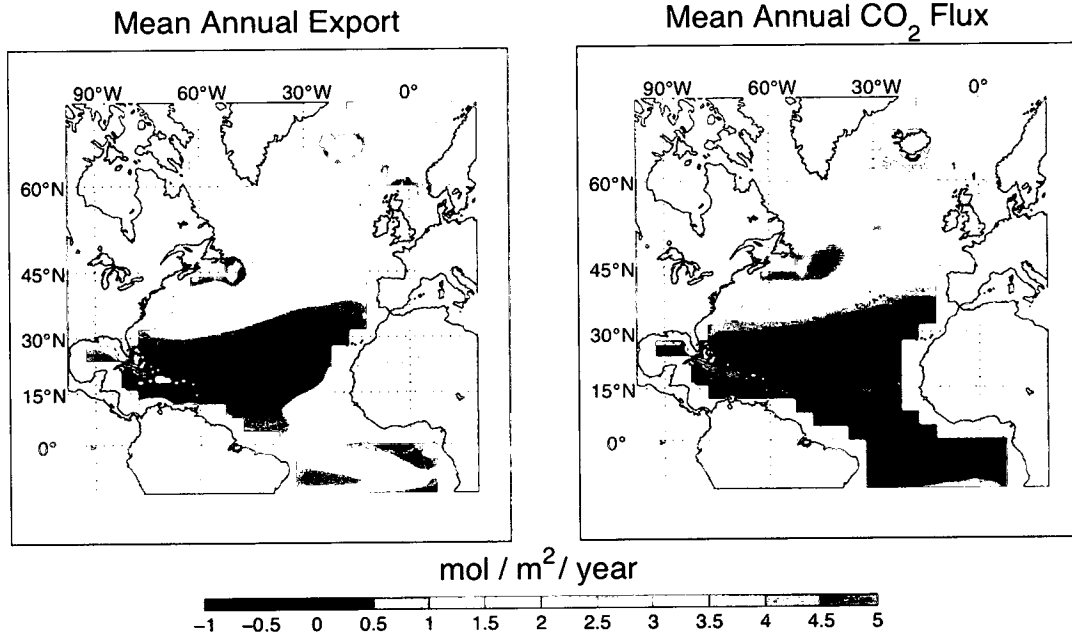 Mean Annual Export
Mean Annual CO₂ Flux
90°W 60°W 30°W 0°
60°N
45°N
30°N
15°N
0°
90°W 60°W 30°W 0°
60°N
45°N
30°N
15°N
0°
mol / m² / year
−1 −0.5 0 0.5 1 1.5 2 2.5 3 3.5 4 4.5 5